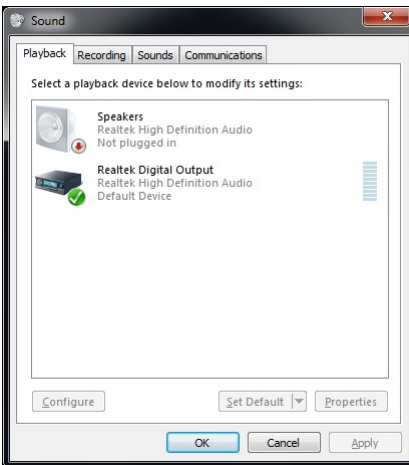 Sound
Playback Recording Sounds Communications
Select a playback device below to modify its settings:
Speakers
Realtek High Definition Audio
Not plugged in
Realtek Digital Output
Realtek High Definition Audio
Default Device
Configure Set Default Properties
OK Cancel Apply